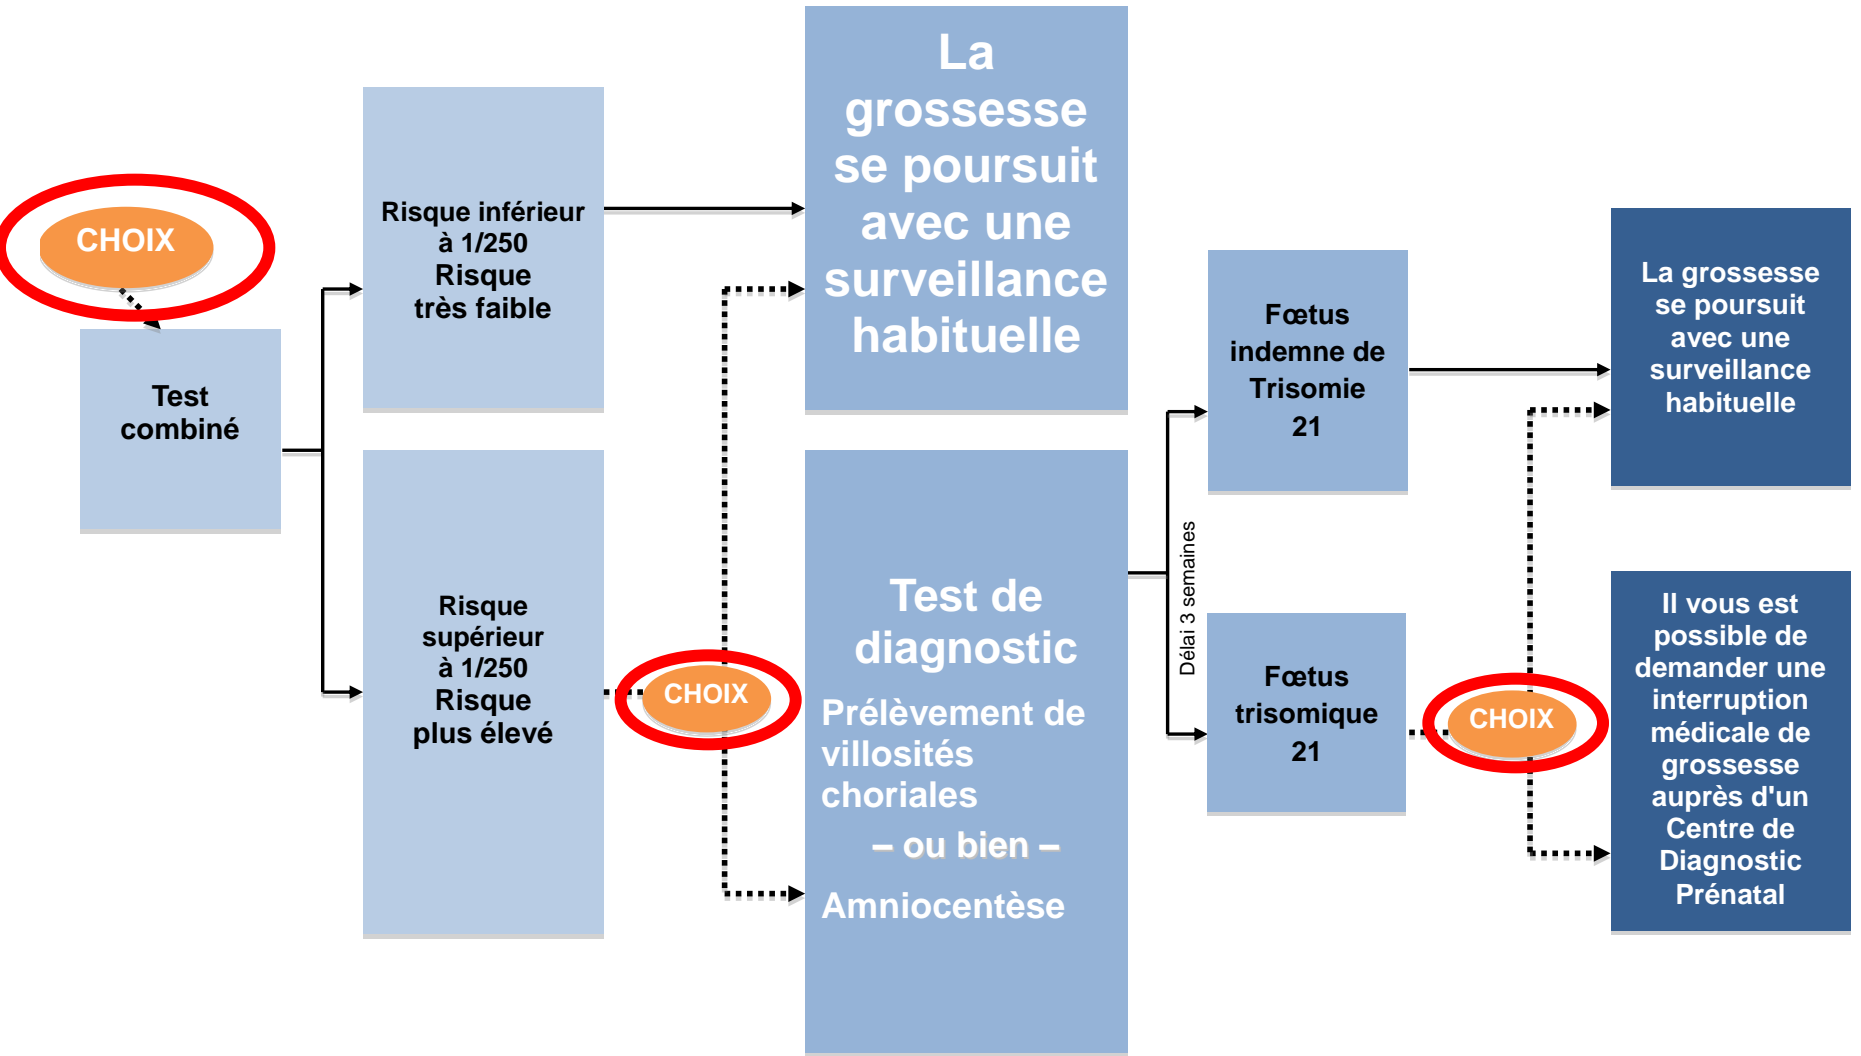 CHOIX
Test
combiné
Risque inférieur
à 1/250
Risque
très faible
Risque
supérieur
à 1/250
Risque
plus élevé
CHOIX
La
grossesse
se poursuit
avec une
surveillance
habituelle
Test de
diagnostic
Prélèvement de
villosités
choriales
– ou bien –
Amniocentèse
Délai 3 semaines
Fœtus
indemne de
Trisomie
21
Fœtus
trisomique
21
CHOIX
La grossesse
se poursuit
avec une
surveillance
habituelle
Il vous est
possible de
demander une
interruption
médicale de
grossesse
auprès d'un
Centre de
Diagnostic
Prénatal